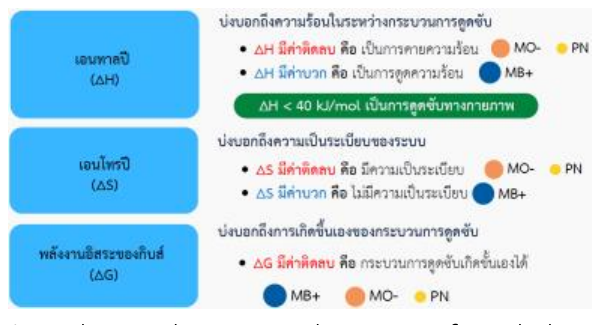 เอนทาลปี
(ΔH)
บ่งบอกถึงความร้อนในระหว่างกระบวนการดูดซับ
• ΔH มีค่าติดลบ คือ เป็นการคายความร้อน MO- PN
• ΔH มีค่าบวก คือ เป็นการดูดความร้อน MB+
ΔH < 40 kJ/mol เป็นการดูดซับทางกายภาพ
เอนโทรปี
(ΔS)
บ่งบอกถึงความเป็นระเบียบของระบบ
• ΔS มีค่าติดลบ คือ มีความเป็นระเบียบ MO- PN
• ΔS มีค่าบวก คือ ไม่มีความเป็นระเบียบ MB+
พลังงานอิสระของกิบส์
(ΔG)
บ่งบอกถึงการเกิดขึ้นเองของกระบวนการดูดซับ
• ΔG มีค่าติดลบ คือ กระบวนการดูดซับเกิดขึ้นเองได้
MB+ MO- PN